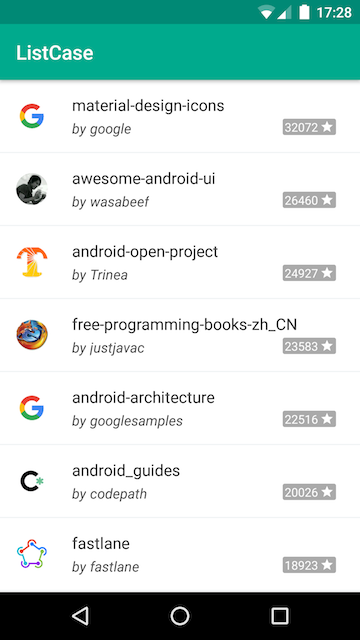 17:28
ListCase
material-design-icons
by google
32072 ★
awesome-android-ui
by wasabeef
26460 ★
android-open-project
by Trinea
24927 ★
free-programming-books-zh_CN
by justjavac
23583 ★
android-architecture
by googlesamples
22516 ★
android_guides
by codepath
20026 ★
fastlane
by fastlane
18923 ★